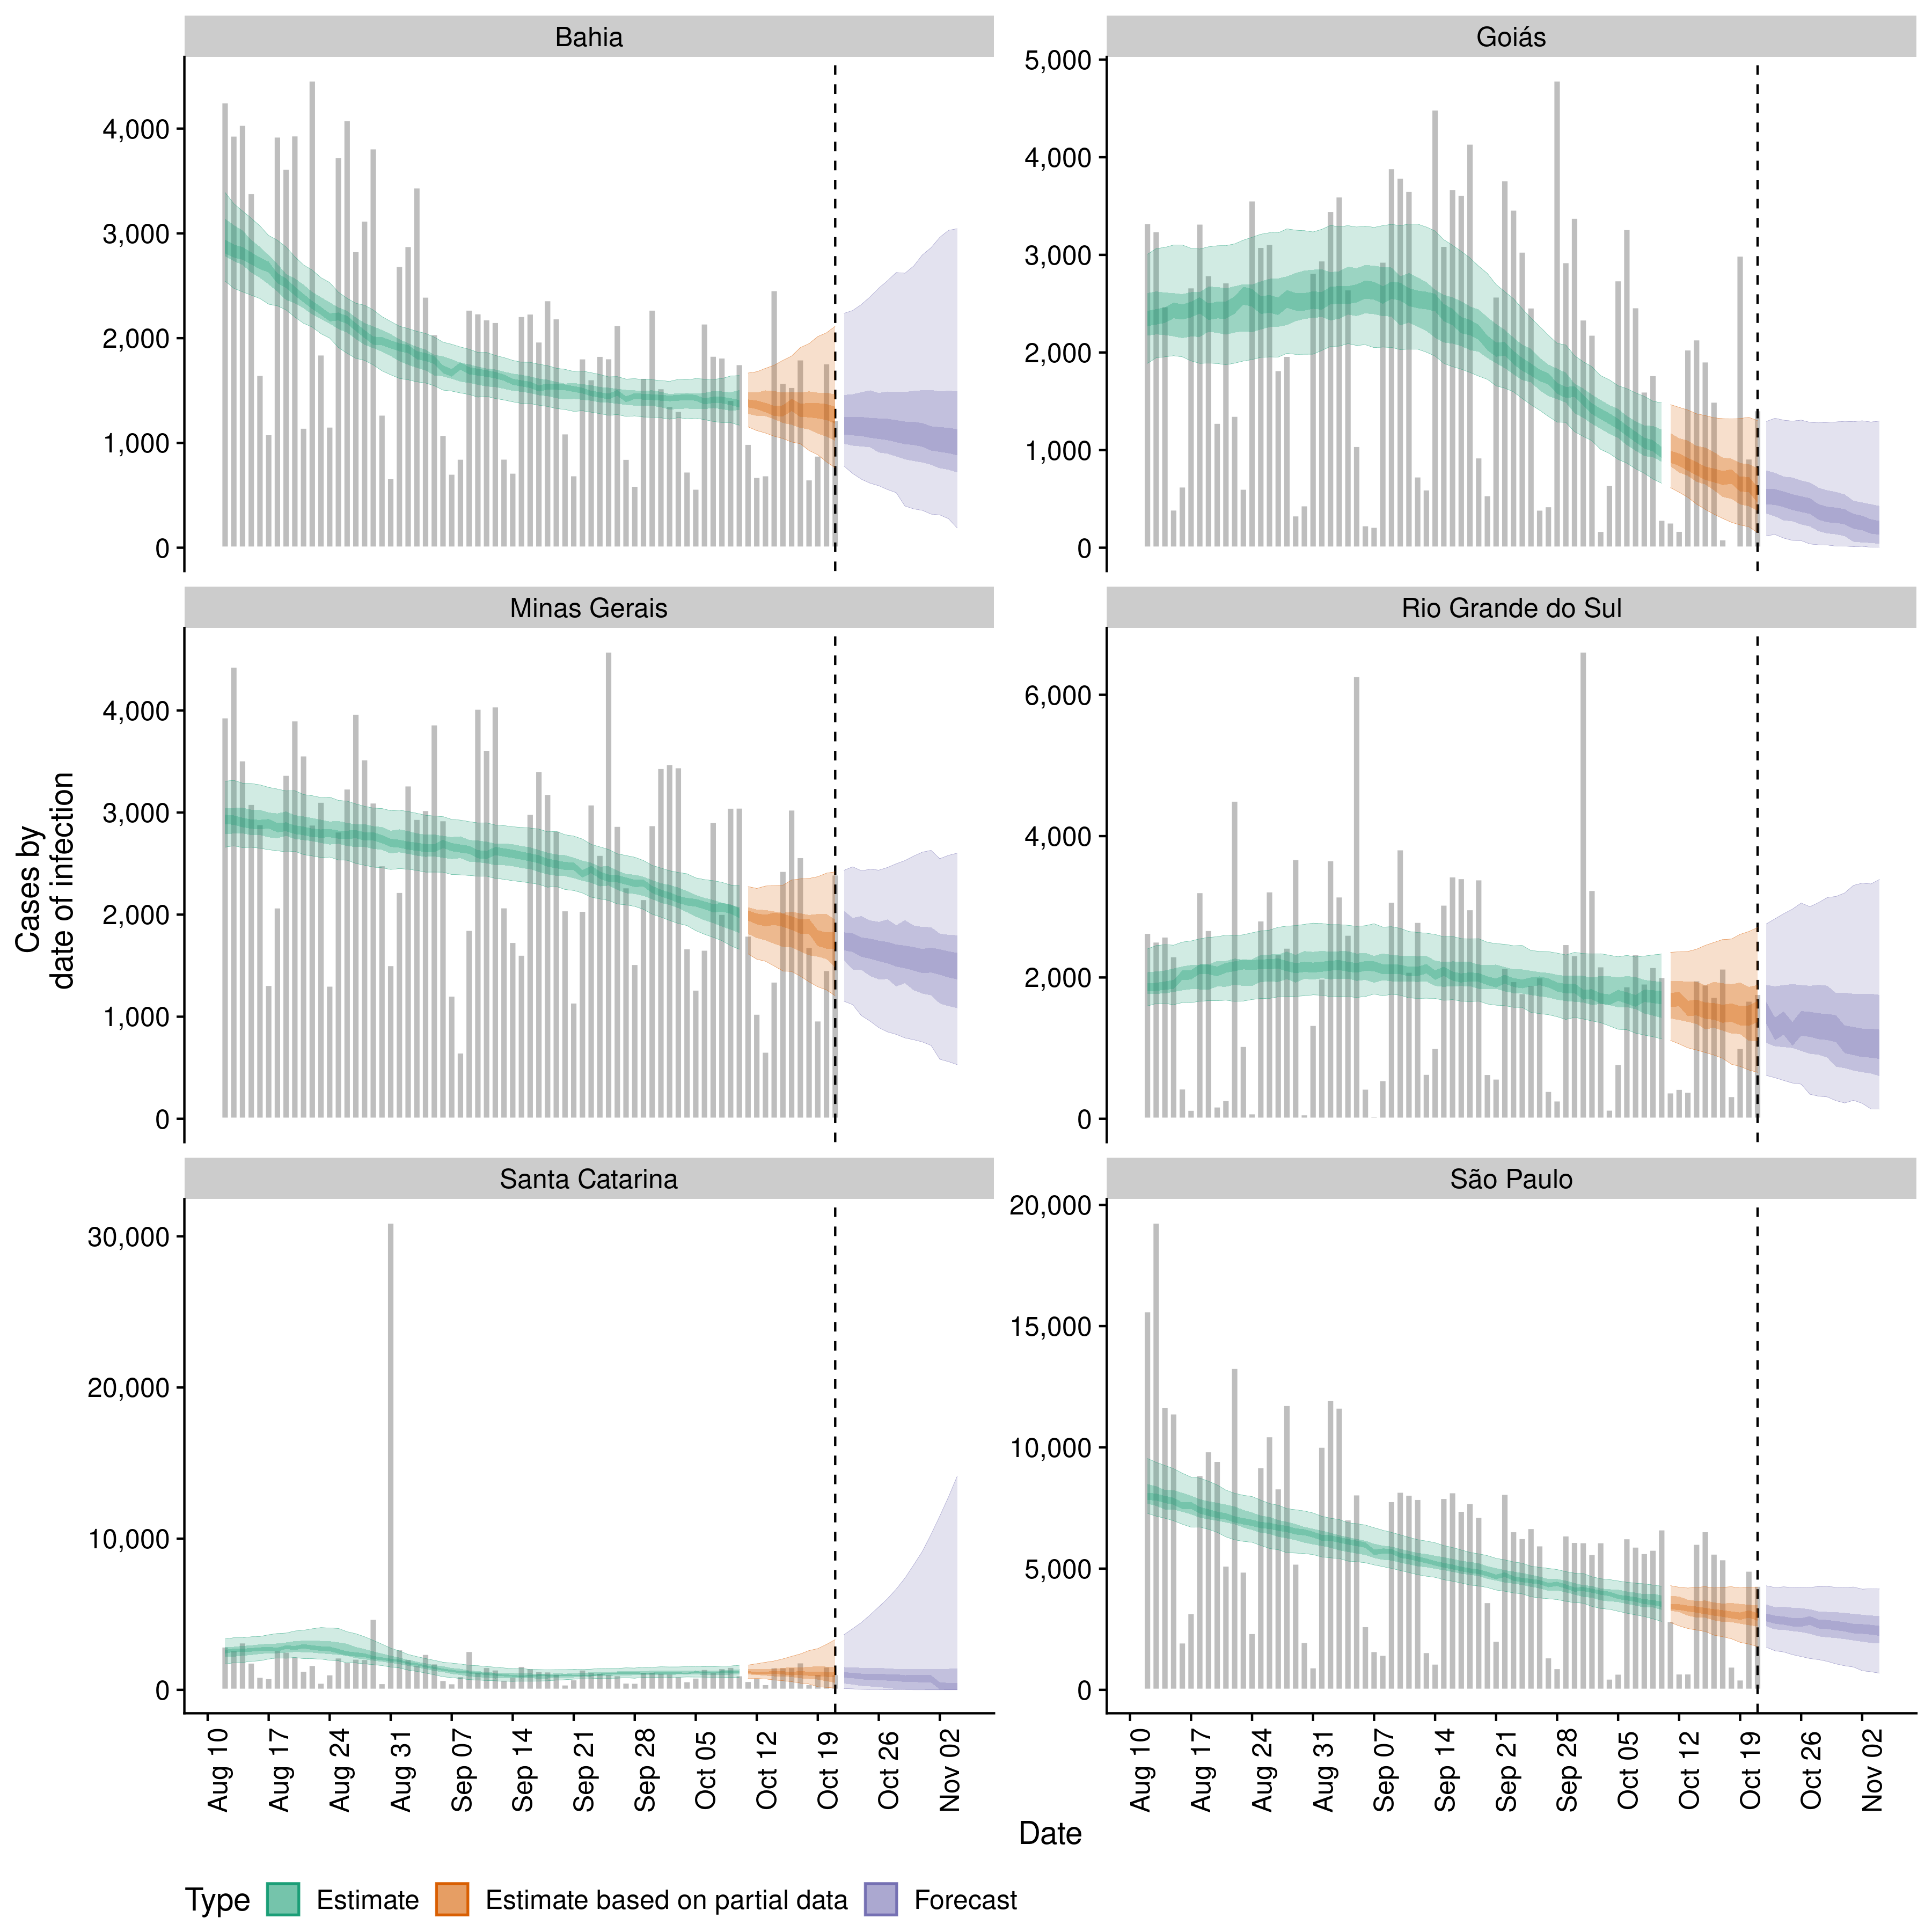 Bahia
Goiás
4,000
3,000
2,000
1,000
0
5,000
4,000
3,000
2,000
1,000
0
Minas Gerais
Rio Grande do Sul
4,000
3,000
2,000
1,000
0
6,000
4,000
2,000
0
Cases by
date of infection
Santa Catarina
São Paulo
30,000
20,000
10,000
0
20,000
15,000
10,000
5,000
0
Aug 10
Aug 17
Aug 24
Aug 31
Sep 07
Sep 14
Sep 21
Sep 28
Oct 05
Oct 12
Oct 19
Oct 26
Nov 02
Aug 10
Aug 17
Aug 24
Aug 31
Sep 07
Sep 14
Sep 21
Sep 28
Oct 05
Oct 12
Oct 19
Oct 26
Nov 02
Date
Type Estimate Estimate based on partial data Forecast